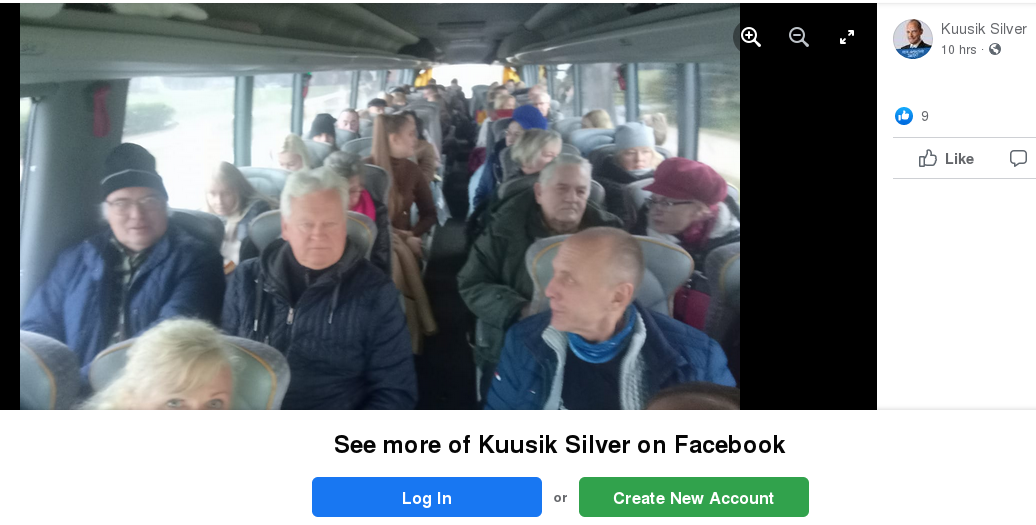 Kuusik Silver
10 hrs ·
9
Like
See more of Kuusik Silver on Facebook
Log In
or
Create New Account